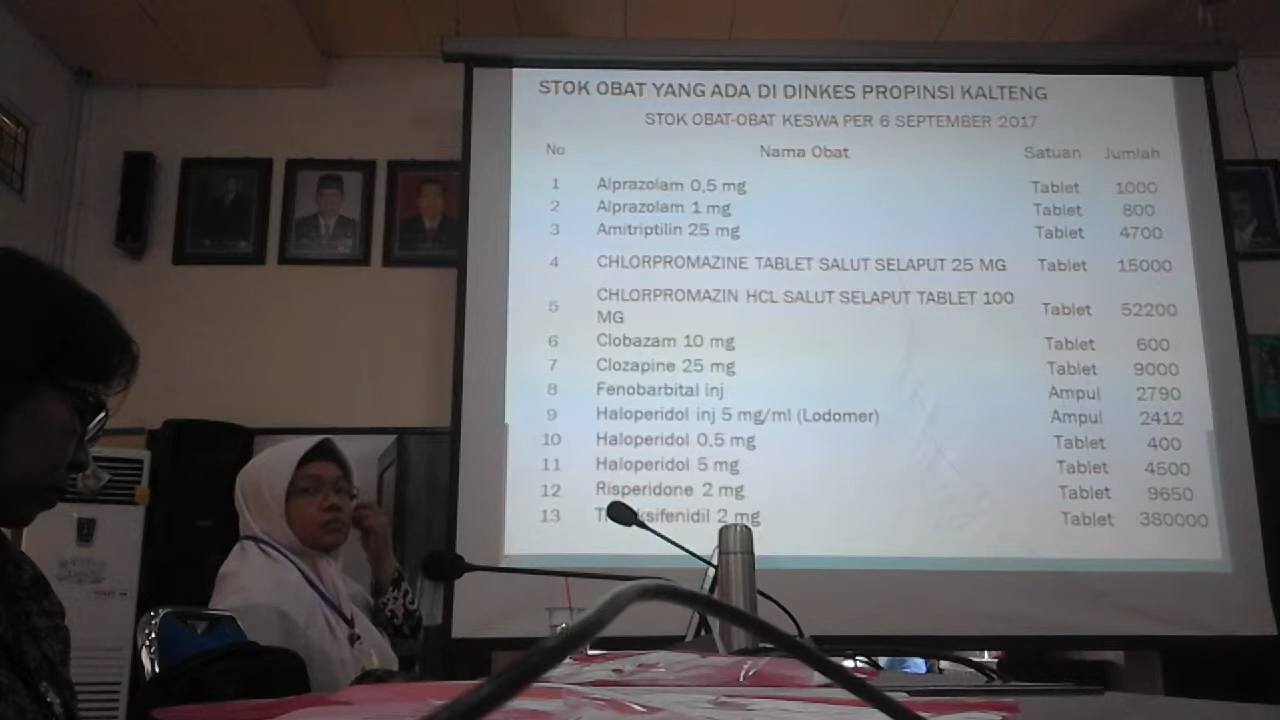 STOK OBAT YANG ADA DI DINKES PROPINSI KALTENG
STOK OBAT-OBAT KESWA PER 6 SEPTEMBER 2017
No Nama Obat Satuan Jumlah
1 Alprazolam 0,5 mg Tablet 1000
2 Alprazolam 1 mg Tablet 800
3 Amitriptilin 25 mg Tablet 4700
4 CHLORPROMAZINE TABLET SALUT SELAPUT 25 MG Tablet 15000
5 CHLORPROMAZIN HCL SALUT SELAPUT TABLET 100 Tablet 52200
MG
6 Clobazam 10 mg Tablet 600
7 Clozapine 25 mg Tablet 9000
8 Fenobarbital inj Ampul 2790
9 Haloperidol inj 5 mg/ml (Lodomer) Ampul 2412
10 Haloperidol 0,5 mg Tablet 400
11 Haloperidol 5 mg Tablet 4500
12 Risperidone 2 mg Tablet 9650
13 2 mg Tablet 380000